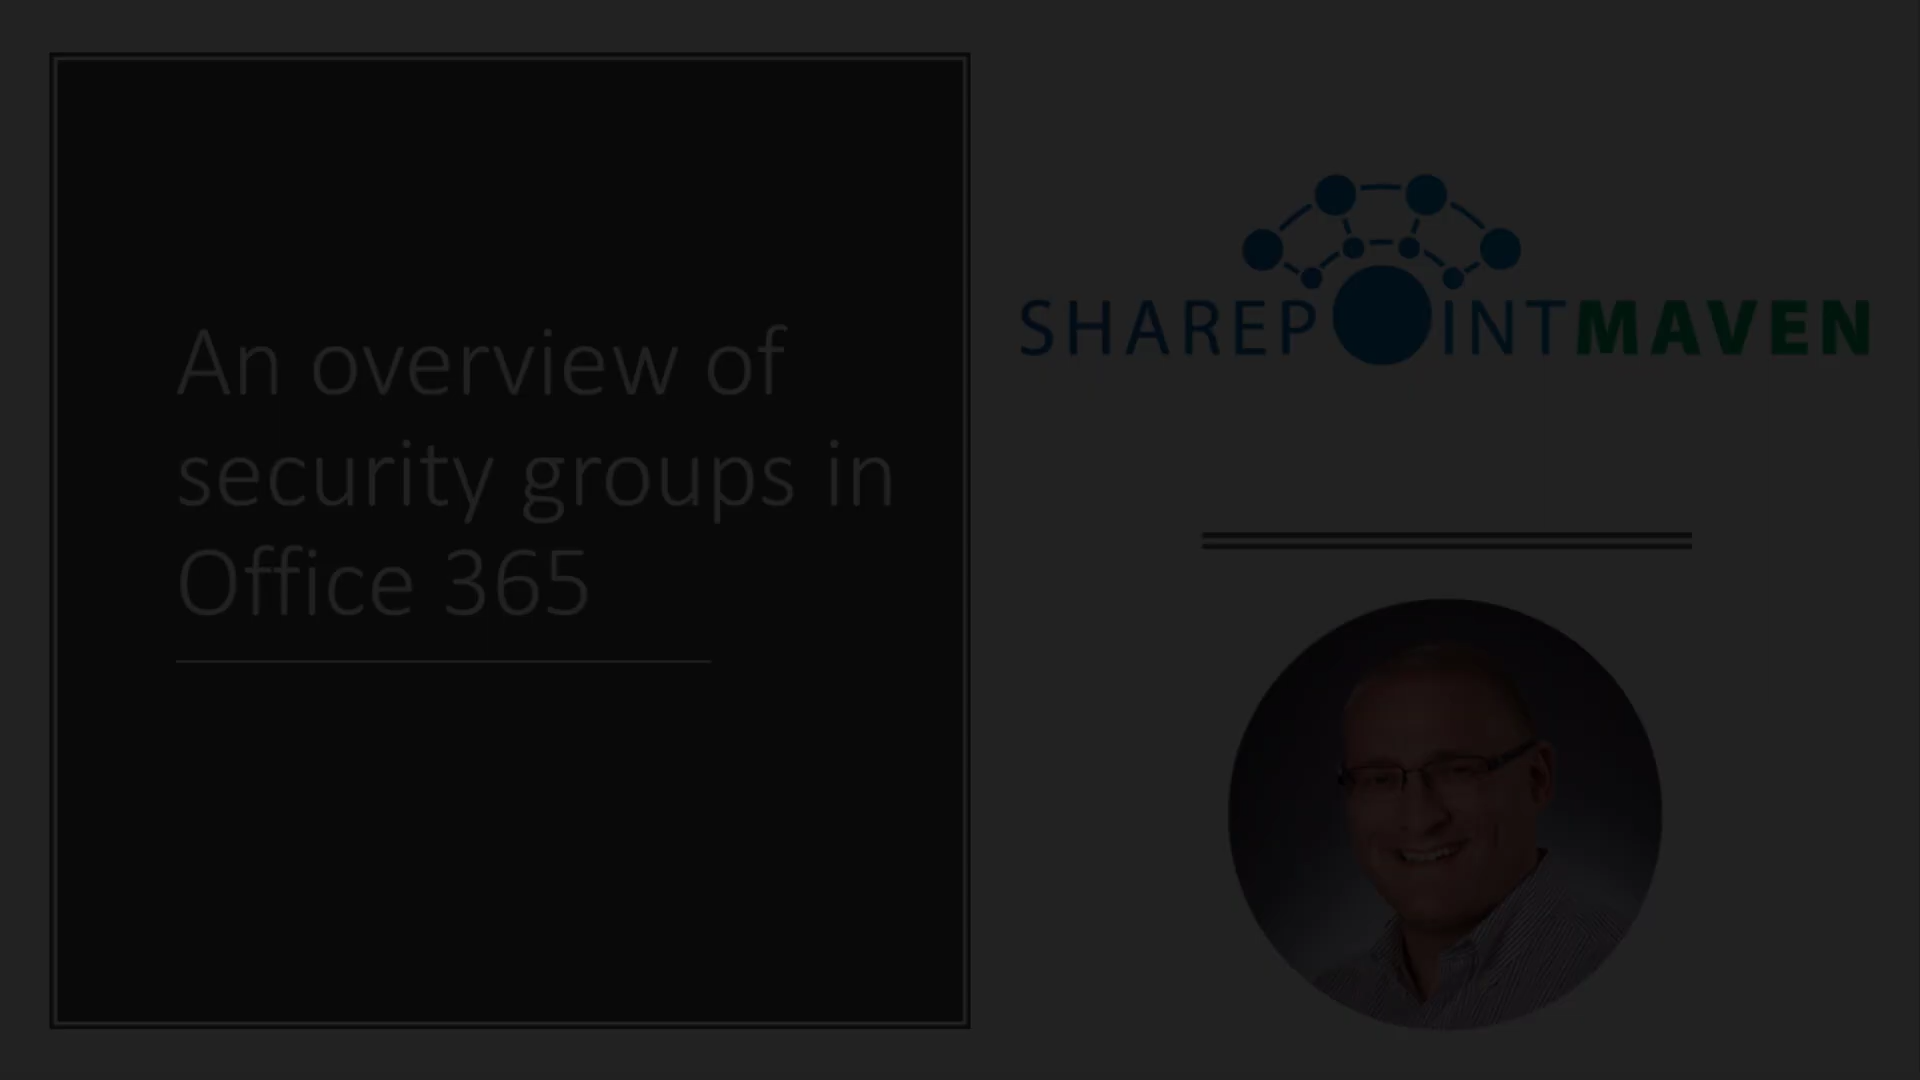 An overview of
security groups in
Office 365
SHAREPOINTMAVEN